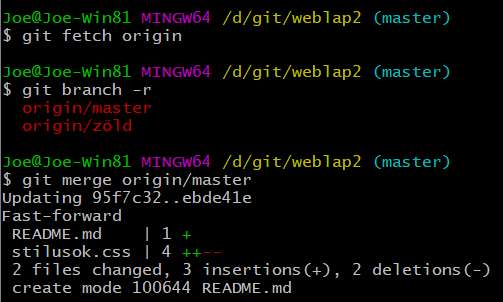 Joe@Joe-Win81 MINGW64 /d/git/weblap2 (master)
$ git fetch origin
Joe@Joe-Win81 MINGW64 /d/git/weblap2 (master)
$ git branch -r
origin/master
origin/zöld
Joe@Joe-Win81 MINGW64 /d/git/weblap2 (master)
$ git merge origin/master
Updating 95f7c32..ebde41e
Fast-forward
README.md | 1 +
stilusok.css | 4 ++--
2 files changed, 3 insertions(+), 2 deletions(-)
create mode 100644 README.md